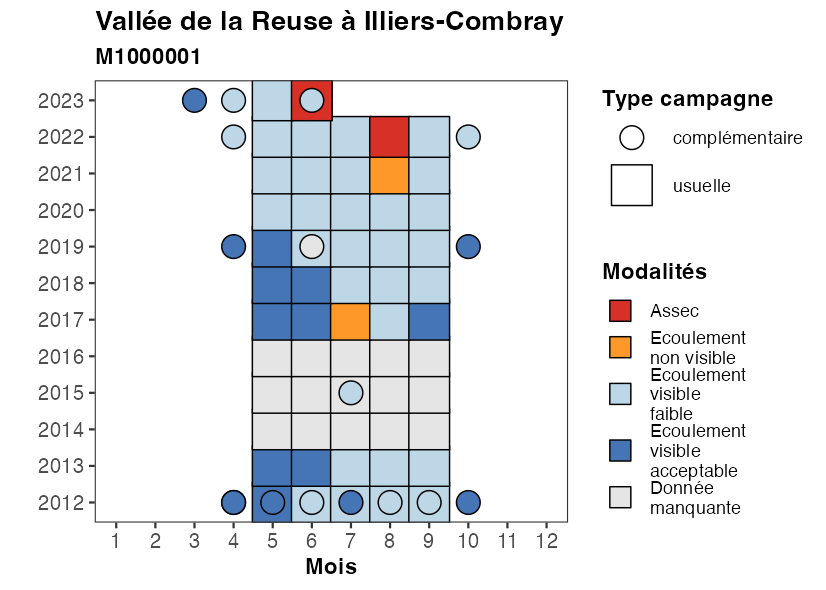 Vallée de la Reuse à Illiers-Combray
M1000001
2023
2022
2021
2020
2019
2018
2017
2016
2015
2014
2013
2012
1 2 3 4 5 6 7 8 9 10 11 12
Mois
Type campagne
complémentaire
usuelle
Modalités
Assec
Ecoulement
non visible
Ecoulement
visible
faible
Ecoulement
visible
acceptable
Donnée
manquante